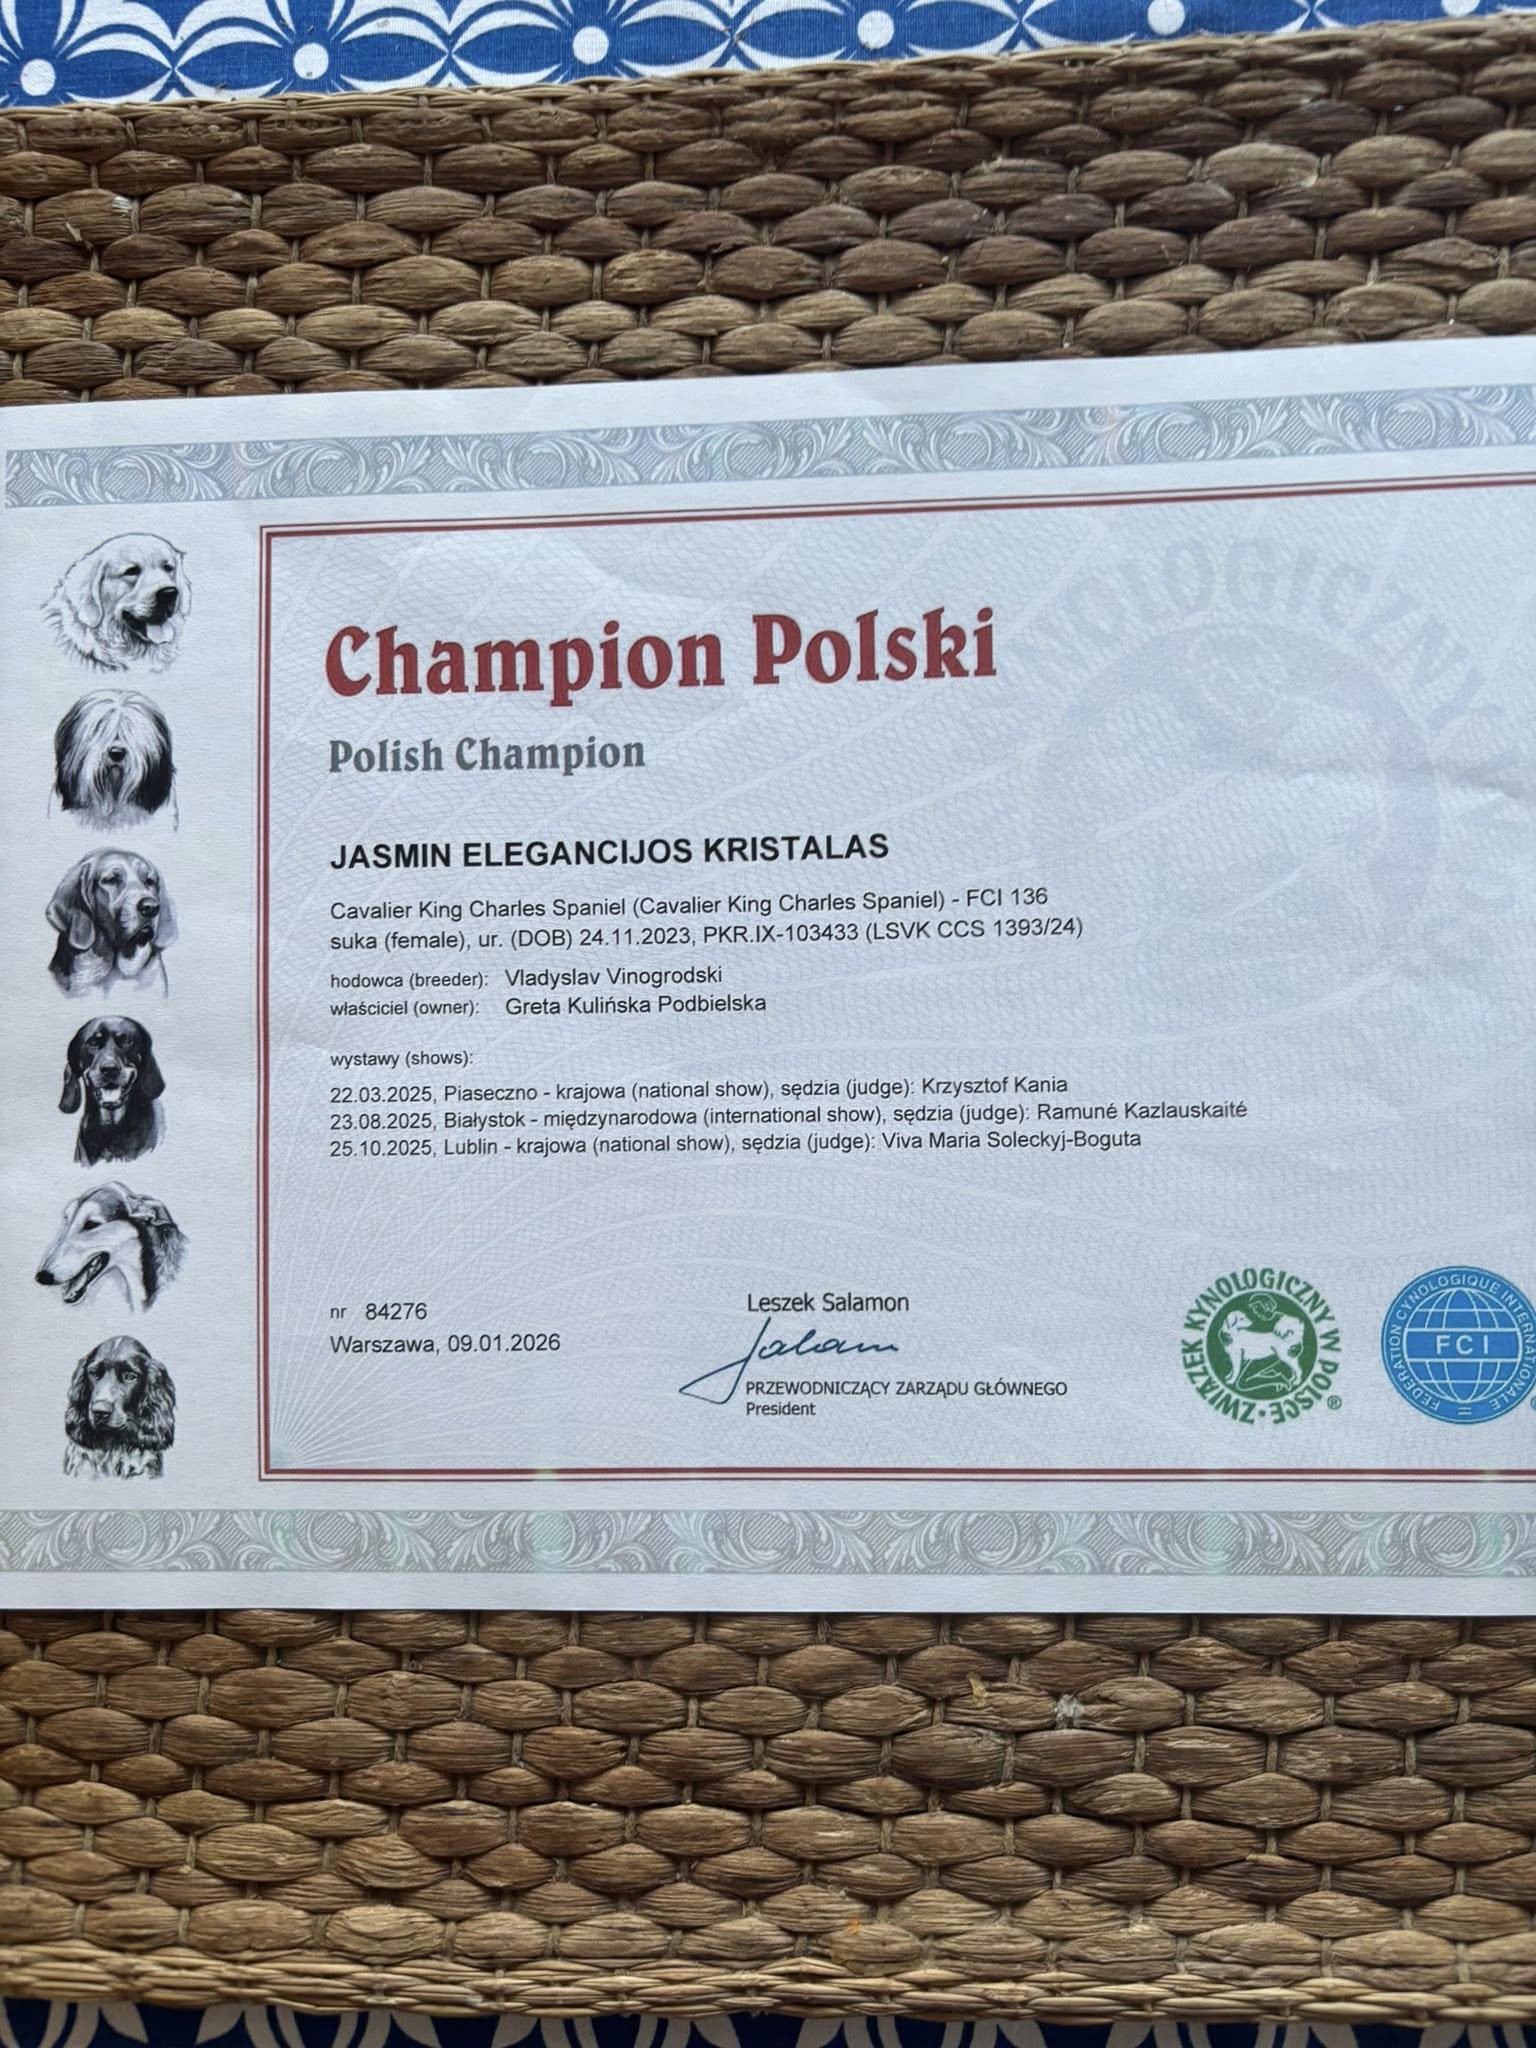 Champion Polski
Polish Champion
JASMIN ELEGANCIJOS KRISTALAS
Cavalier King Charles Spaniel (Cavalier King Charles Spaniel) - FCI 136
suka (female), ur. (DOB) 24.11.2023, PKR.IX-103433 (LSVK CCS 1393/24)
hodowca (breeder): Vladyslav Vinogrodski
właściciel (owner): Greta Kulińska Podbielska
wystawy (shows):
22.03.2025, Piaseczno - krajowa (national show), sędzia (judge): Krzysztof Kania
23.08.2025, Białystok - międzynarodowa (international show), sędzia (judge): Ramuné Kazlauskaité
25.10.2025, Lublin - krajowa (national show), sędzia (judge): Viva Maria Soleckyj-Boguta
nr 84276
Warszawa, 09.01.2026
Leszek Salamon
PRZEWODNICZĄCY ZARZĄDU GŁÓWNEGO
President
ZWIĄZEK KYNOLOGICZNY W POLSCE ®
FEDERATION CYNOLOGIQUE INTERNATIONALE
FCI